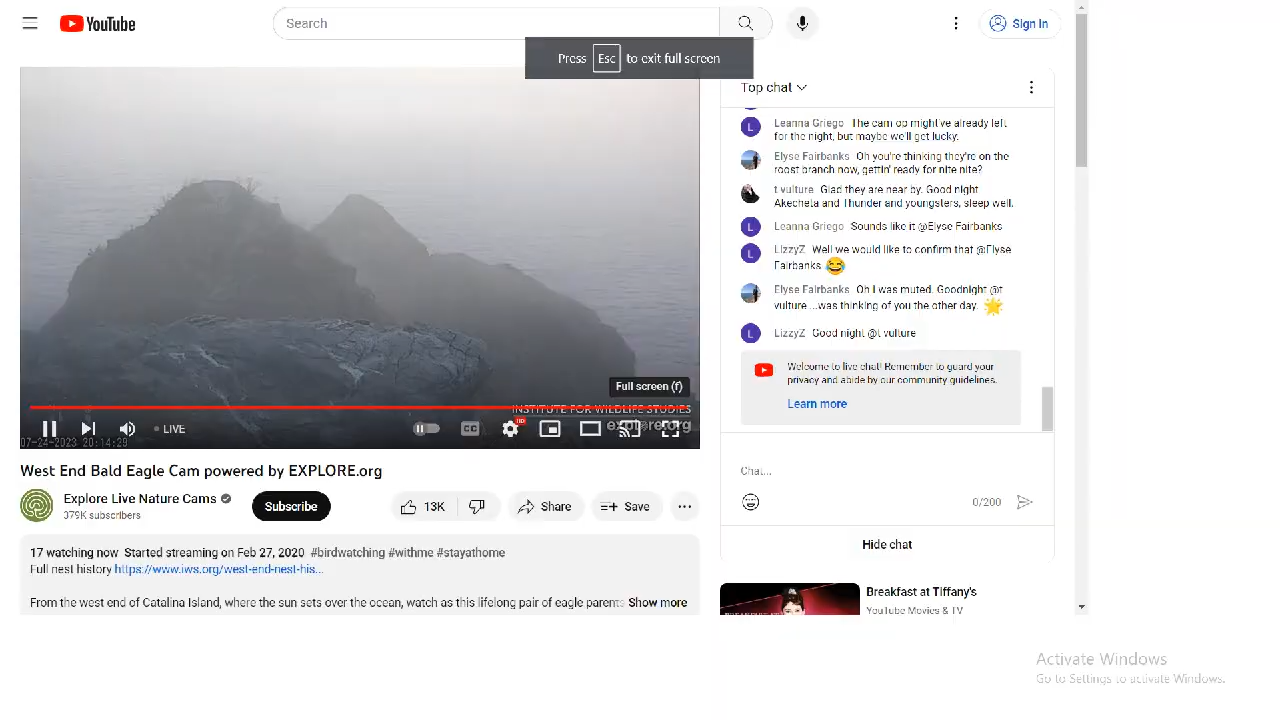 YouTube
Search
Sign in
Press Esc to exit full screen
Top chat
Leanna Griego The cam op might've already left
for the night, but maybe we'll get lucky.
Elyse Fairbanks Oh you're thinking they're on the
roost branch now, gettin' ready for nite nite?
t vulture Glad they are near by. Good night
Akecheta and Thunder and youngsters, sleep well.
L Leanna Griego Sounds like it @Elyse Fairbanks
L LizzyZ Well we would like to confirm that @Elyse
Fairbanks 😂
Elyse Fairbanks Oh I was muted. Goodnight @t
vulture ...was thinking of you the other day. 🌟
L LizzyZ Good night @t vulture
Welcome to live chat! Remember to guard your
privacy and abide by our community guidelines.
Learn more
Chat...
0/200
Hide chat
Full screen (f)
INSTITUTE FOR WILDLIFE STUDIES
explore.org
LIVE
CC
HD
07-24-2023 20:14:29
West End Bald Eagle Cam powered by EXPLORE.org
Explore Live Nature Cams
379K subscribers
Subscribe
13K
Share
Save
17 watching now Started streaming on Feb 27, 2020 #birdwatching #withme #stayathome
Full nest history https://www.iws.org/west-end-nest-his...
From the west end of Catalina Island, where the sun sets over the ocean, watch as this lifelong pair of eagle parents Show more
Breakfast at Tiffany's
YouTube Movies & TV
Activate Windows
Go to Settings to activate Windows.